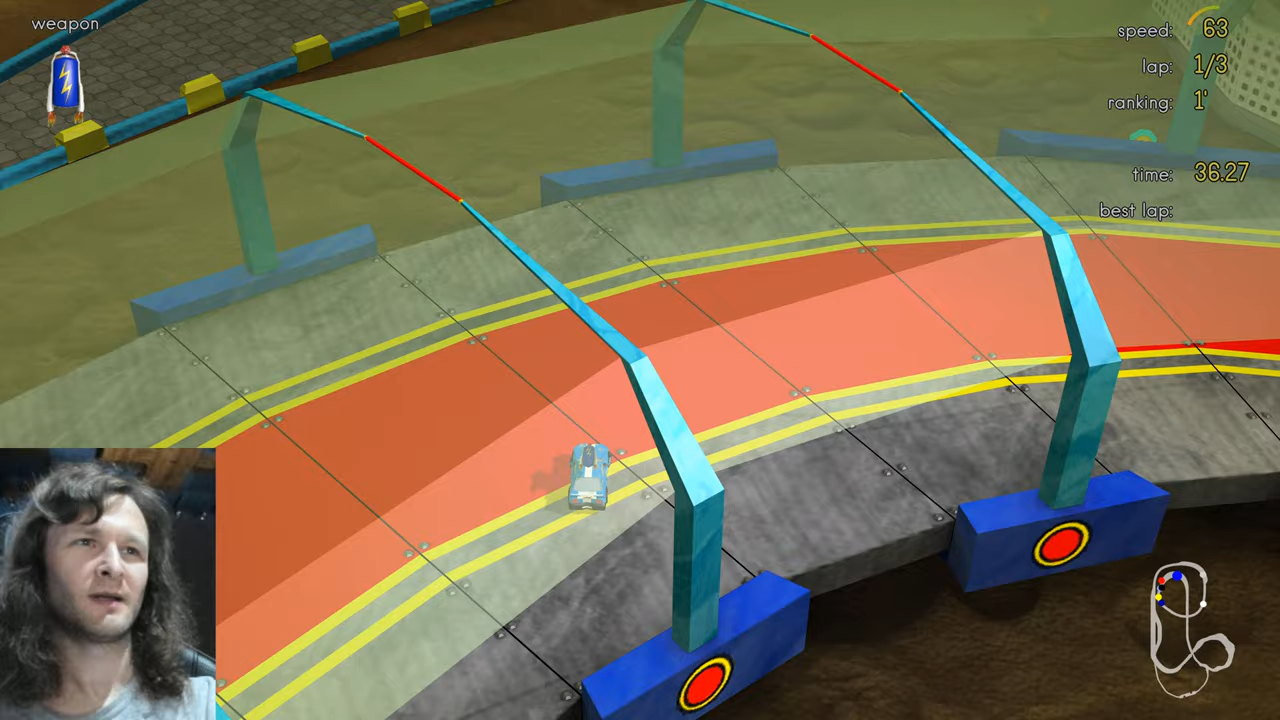 weapon
speed: 63
lap: 1/3
ranking: 1'
time: 36.27
best lap: